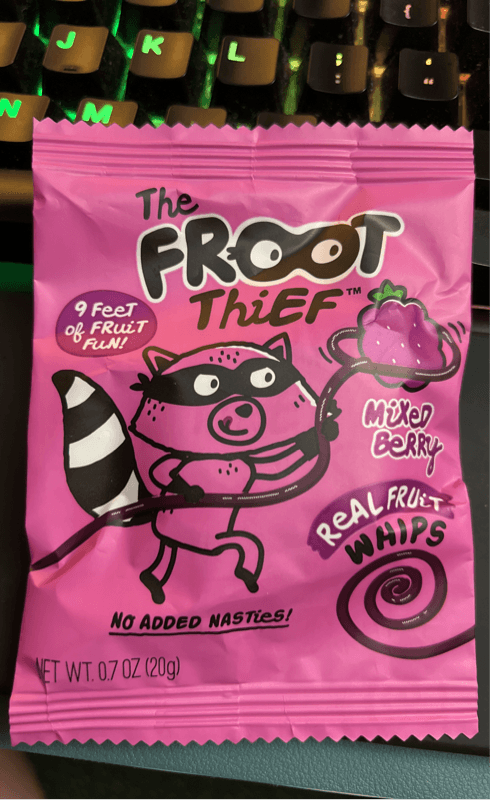 J K L ; "
N M
The
FROOT
THiEF™
9 FeeT
of FRuiT
FUN!
MiXeD
BeRRy
ReAL FRUiT
WHIPS
NO ADDED NASTieS!
NET WT. 0.7 OZ (20g)